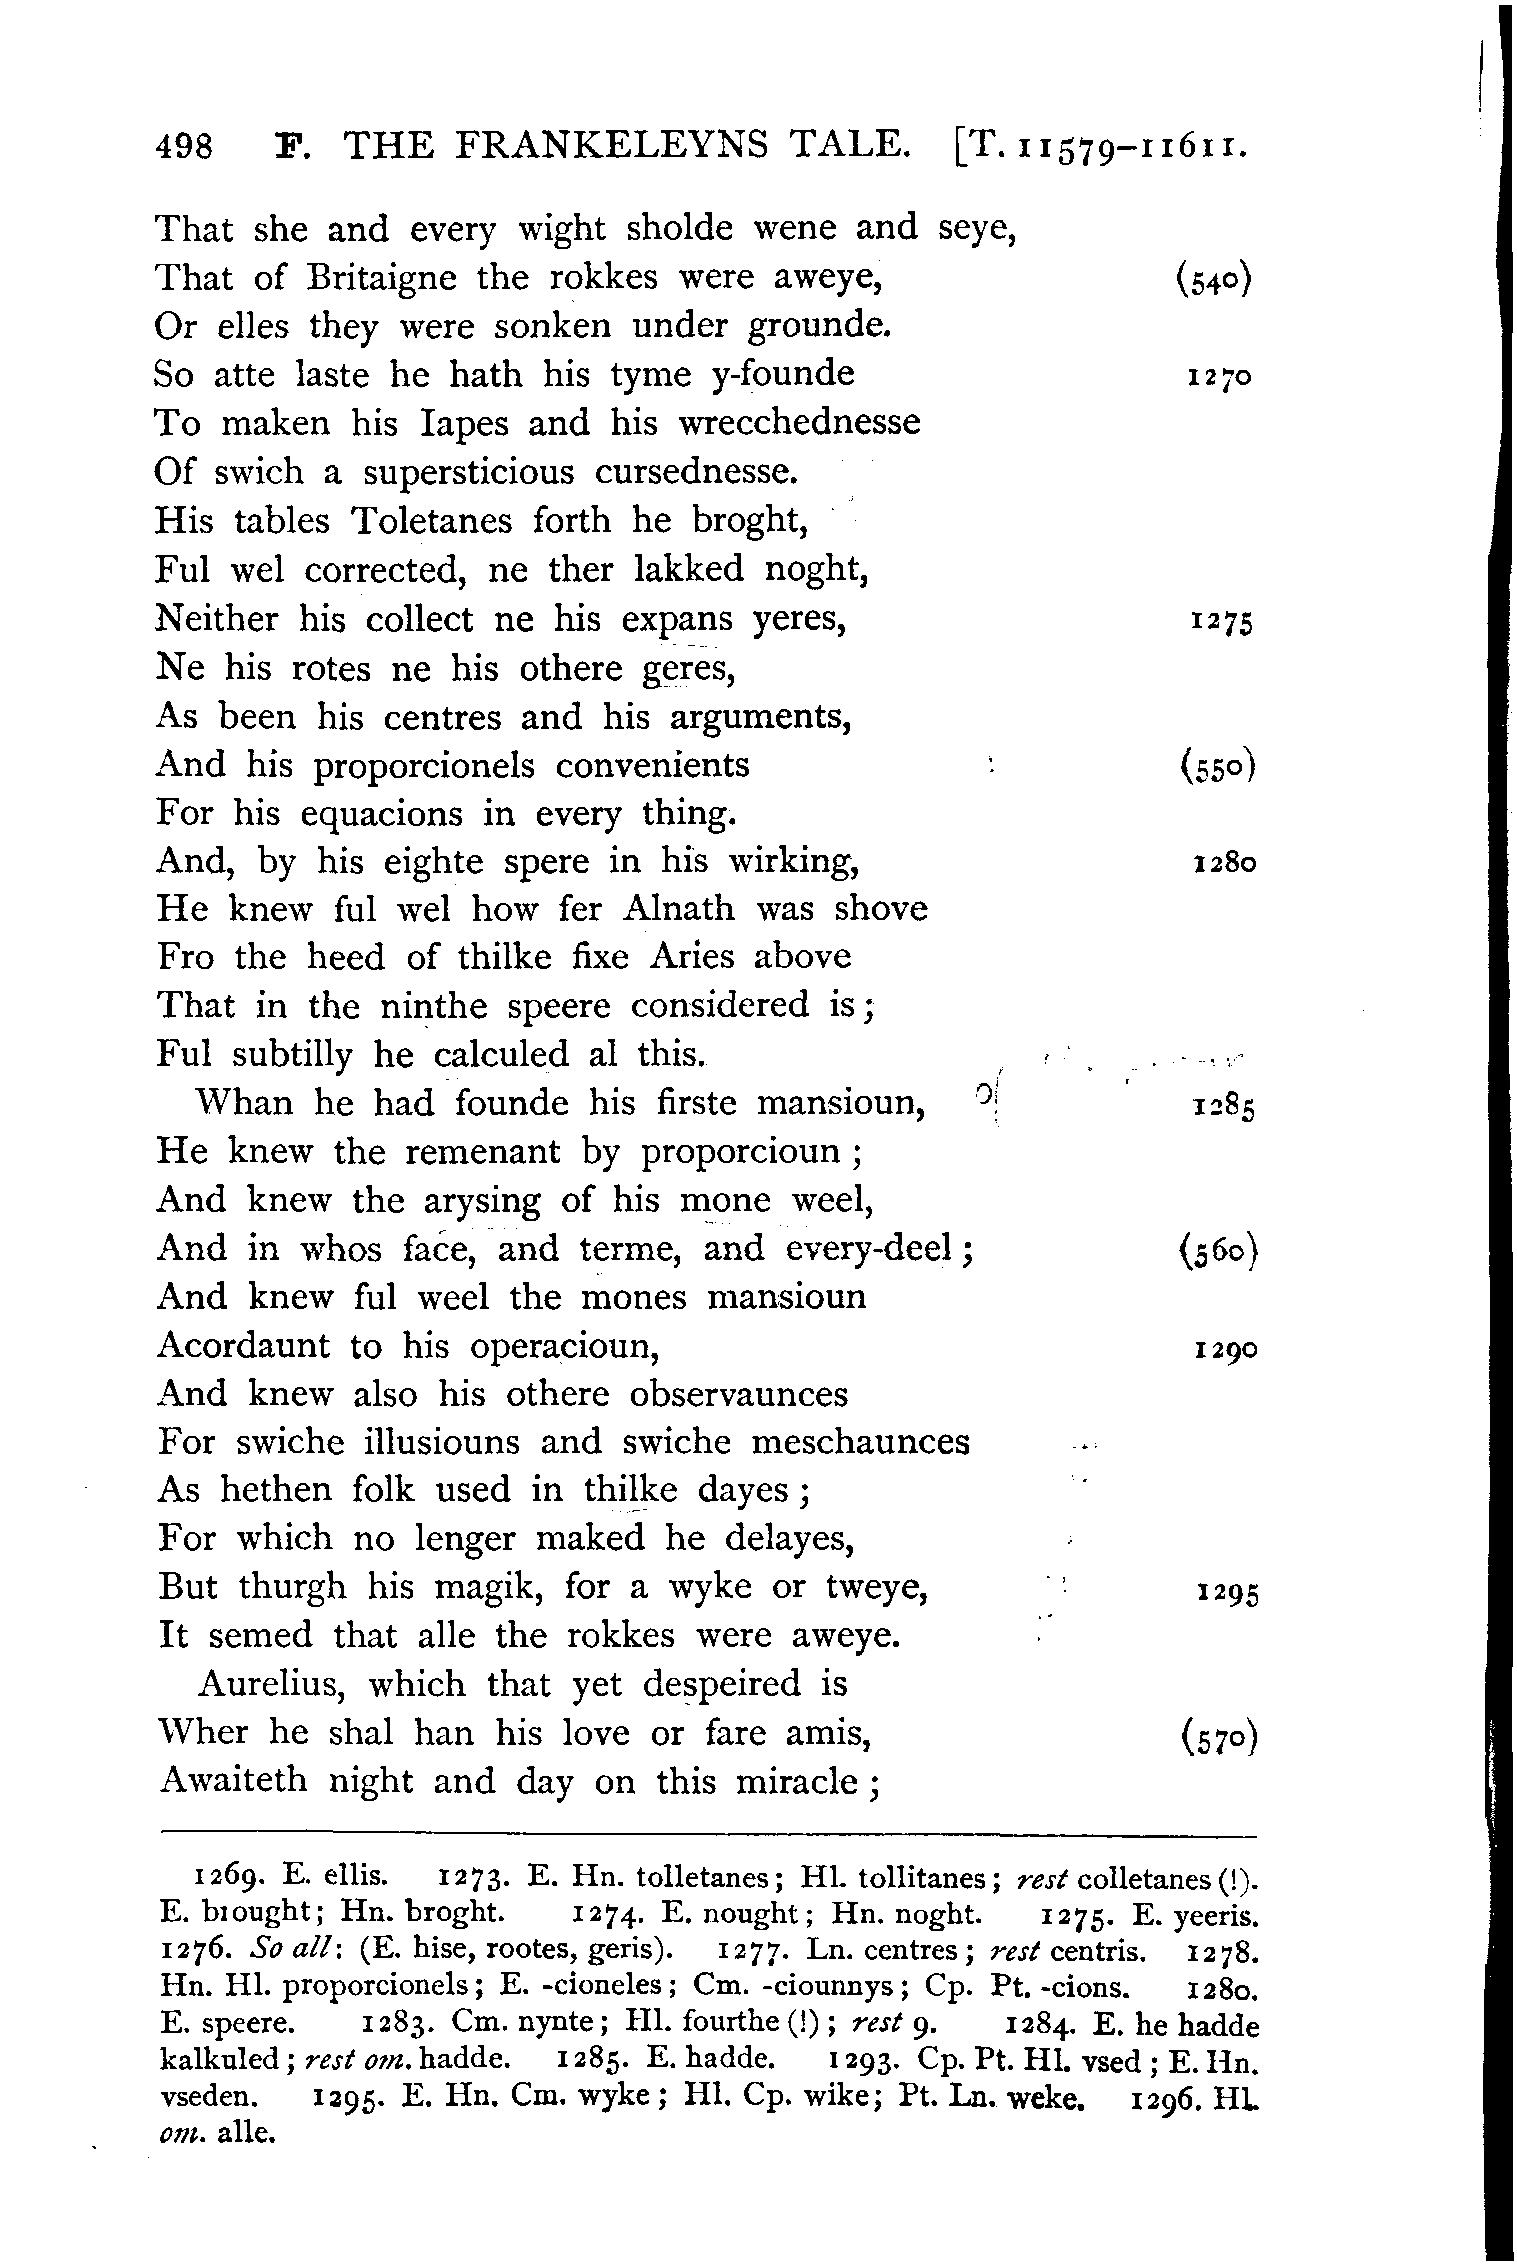 498 F. THE FRANKELEYNS TALE. [T. 11579–11611.
That she and every wight sholde wene and seye,
That of Britaigne the rokkes were aweye, (540)
Or elles they were sonken under grounde.
So atte laste he hath his tyme y-founde 1270
To maken his Iapes and his wrecchednesse
Of swich a supersticious cursednesse.
His tables Toletanes forth he broght,
Ful wel corrected, ne ther lakked noght,
Neither his collect ne his expans yeres, 1275
Ne his rotes ne his othere geres,
As been his centres and his arguments,
And his proporcionels convenients (550)
For his equacions in every thing.
And, by his eighte spere in his wirking, 1280
He knew ful wel how fer Alnath was shove
Fro the heed of thilke fixe Aries above
That in the ninthe speere considered is;
Ful subtilly he calculed al this.
Whan he had founde his firste mansioun, 1285
He knew the remenant by proporcioun;
And knew the arysing of his mone weel,
And in whos face, and terme, and every-deel; (560)
And knew ful weel the mones mansioun
Acordaunt to his operacioun, 1290
And knew also his othere observaunces
For swiche illusiouns and swiche meschaunces
As hethen folk used in thilke dayes;
For which no lenger maked he delayes,
But thurgh his magik, for a wyke or tweye, 1295
It semed that alle the rokkes were aweye.
Aurelius, which that yet despeired is
Wher he shal han his love or fare amis, (570)
Awaiteth night and day on this miracle;
1269. E. ellis. 1273. E. Hn. tolletanes; Hl. tollitanes; rest colletanes (!).
E. brought; Hn. broght. 1274. E. nought; Hn. noght. 1275. E. yeeris.
1276. So all: (E. hise, rootes, geris). 1277. Ln. centres; rest centris. 1278.
Hn. Hl. proporcionels; E. -cioneles; Cm. -ciounnys; Cp. Pt. -cions. 1280.
E. speere. 1283. Cm. nynte; Hl. fourthe (!); rest 9. 1284. E. he hadde
kalkuled; rest om. hadde. 1285. E. hadde. 1293. Cp. Pt. Hl. vsed; E. Hn.
vseden. 1295. E. Hn. Cm. wyke; Hl. Cp. wike; Pt. Ln. weke. 1296. Hl.
om. alle.